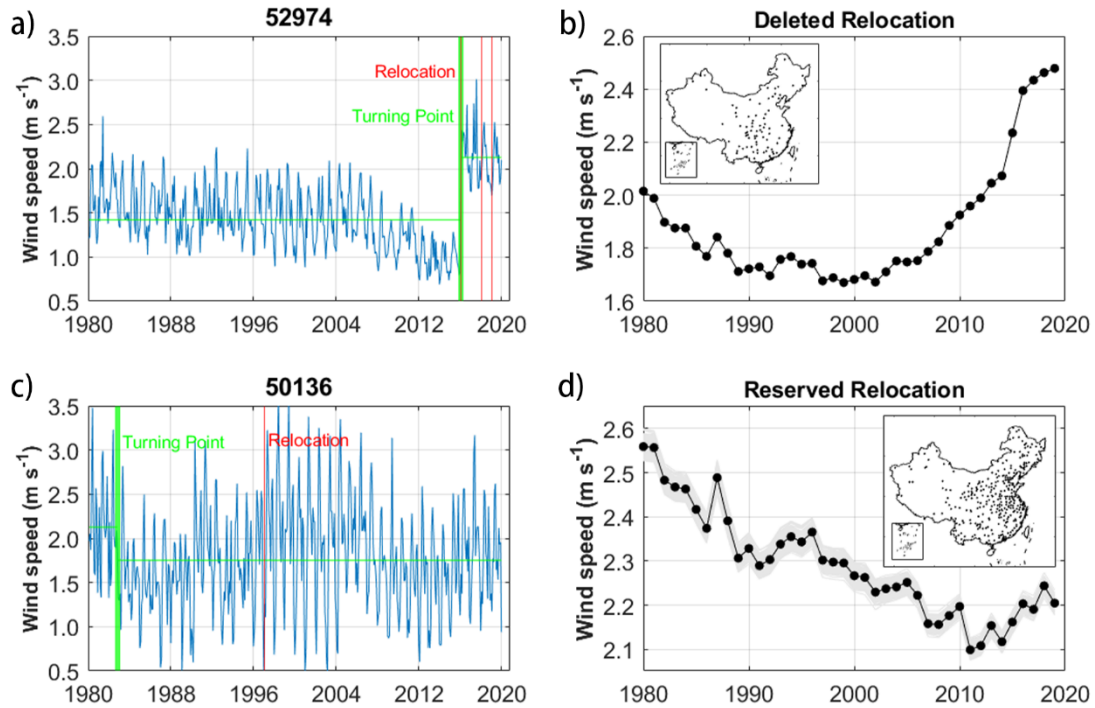 a)
52974
Wind speed (m s⁻¹)
3.5
3.0
2.5
2.0
1.5
1.0
0.5
Relocation
Turning Point
1980 1988 1996 2004 2012 2020
b)
Deleted Relocation
Wind speed (m s⁻¹)
2.6
2.4
2.2
2.0
1.8
1.6
1980 1990 2000 2010 2020
c)
50136
Wind speed (m s⁻¹)
3.5
3.0
2.5
2.0
1.5
1.0
0.5
Turning Point
Relocation
1980 1988 1996 2004 2012 2020
d)
Reserved Relocation
Wind speed (m s⁻¹)
2.6
2.5
2.4
2.3
2.2
2.1
1980 1990 2000 2010 2020